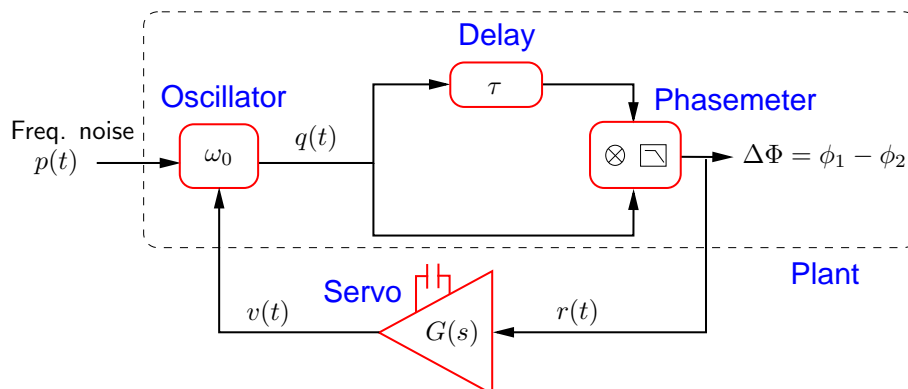 Delay
τ
Oscillator
Phasemeter
Freq. noise
p(t)
ω₀
q(t)
⊗
ΔΦ = ϕ₁ − ϕ₂
Plant
Servo
v(t)
G(s)
r(t)